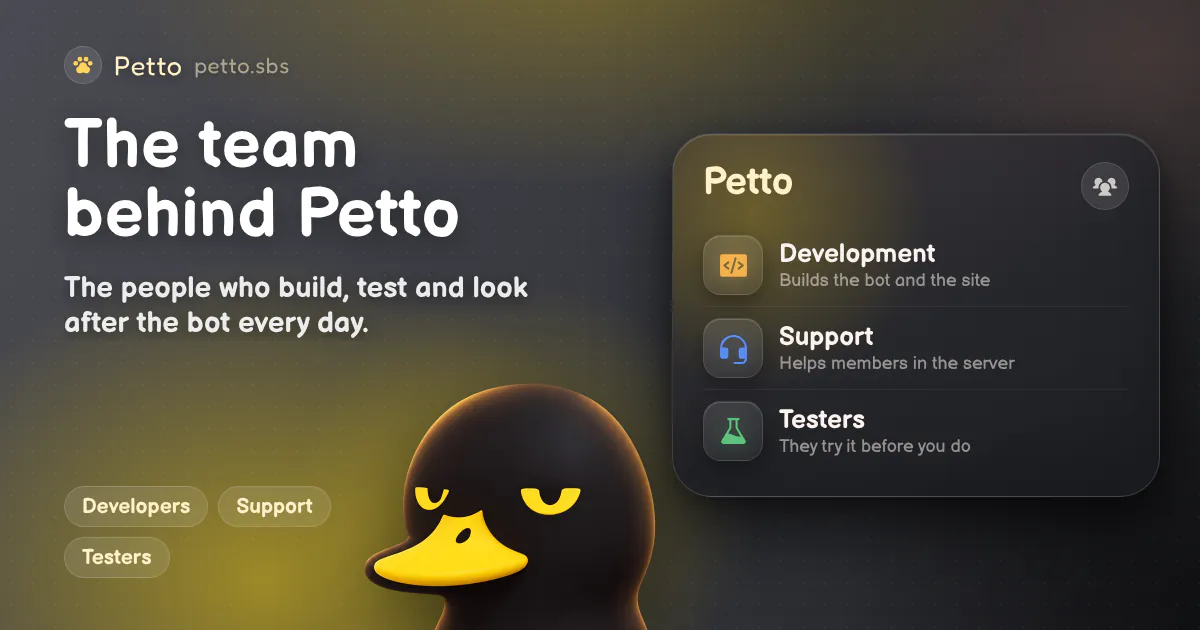 Petto petto.sbs
The team
behind Petto
The people who build, test and look
after the bot every day.
Developers Support
Testers
Petto
Development
Builds the bot and the site
Support
Helps members in the server
Testers
They try it before you do